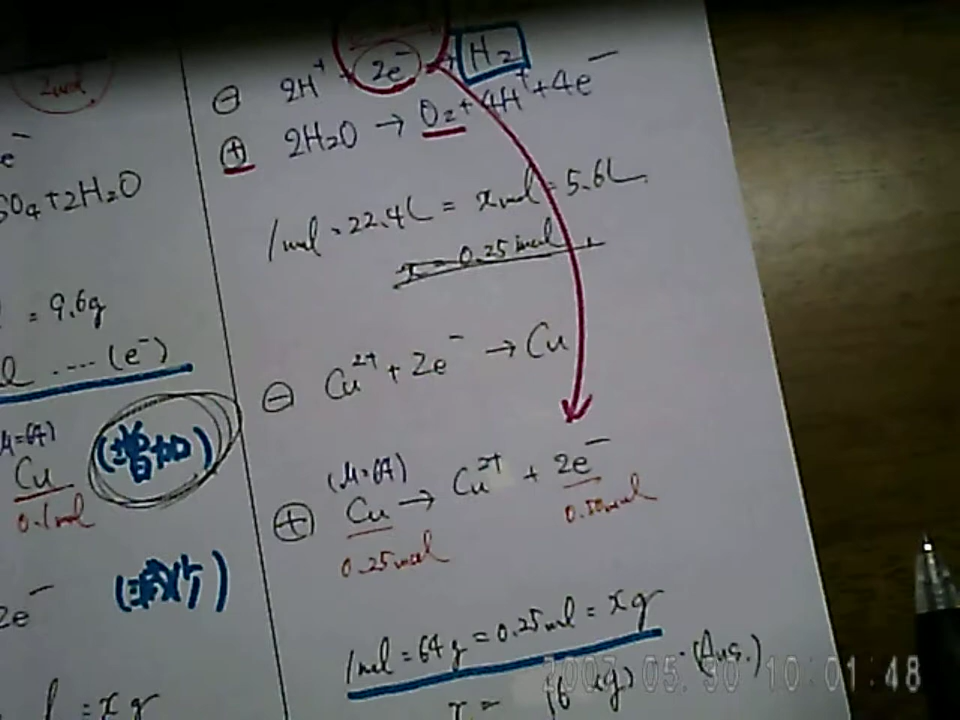 2mol
e⁻
SO₄+2H₂O
= 9.6g
l ....(e⁻)
(増加)
M=64)
Cu
0.1mol
2e⁻
l = x g
⊖ 2H⁺ + 2e⁻ → H₂
⊕ 2H₂O → O₂+4H⁺+4e⁻
1mol=22.4L = x mol = 5.6L
x = 0.25mol
⊖ Cu²⁺+2e⁻ → Cu
(M=64)
⊕ Cu → Cu²⁺ + 2e⁻
0.25mol 0.50mol
1mol=64g=0.25mol=xg
x = 16 (g) ...(Ans.)
2007.05.30 10:01:48